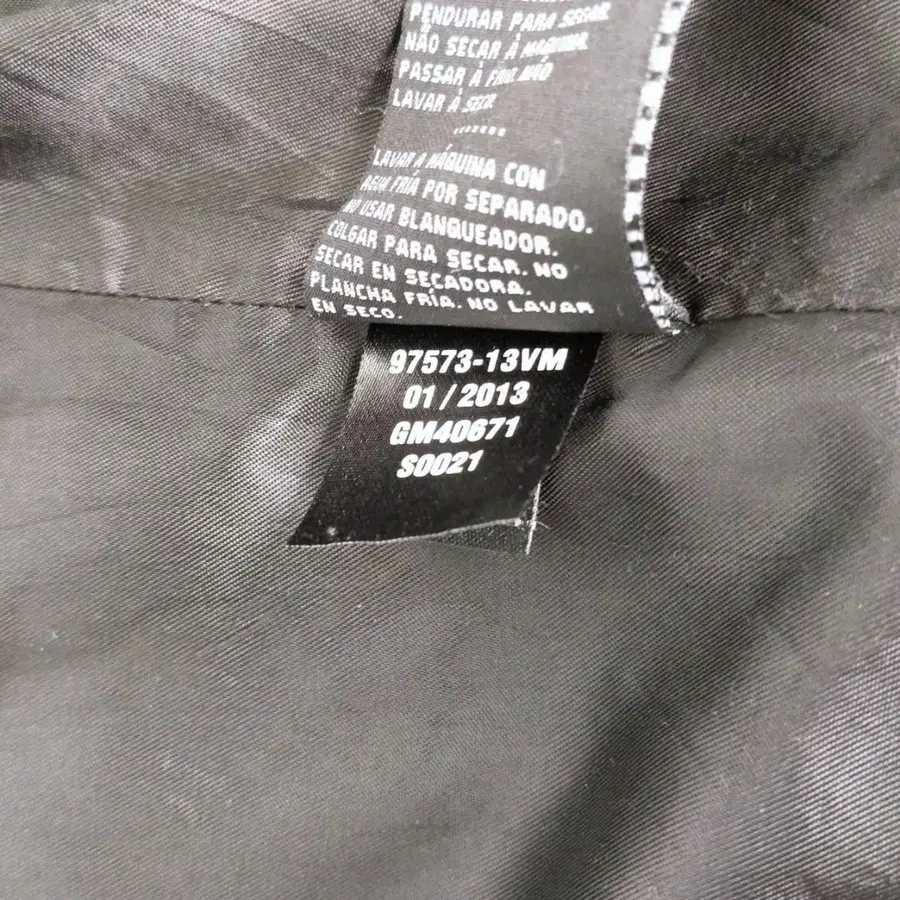 PENDURAR PARA SECAR.
NÃO SECAR À MÁQUINA.
PASSAR À FRIO. NÃO
LAVAR À SECO.
.......
LAVAR A MÁQUINA CON
AGUA FRÍA POR SEPARADO.
NO USAR BLANQUEADOR.
COLGAR PARA SECAR. NO
SECAR EN SECADORA.
PLANCHA FRÍA. NO LAVAR
EN SECO.
97573-13VM
01/2013
GM40671
S0021